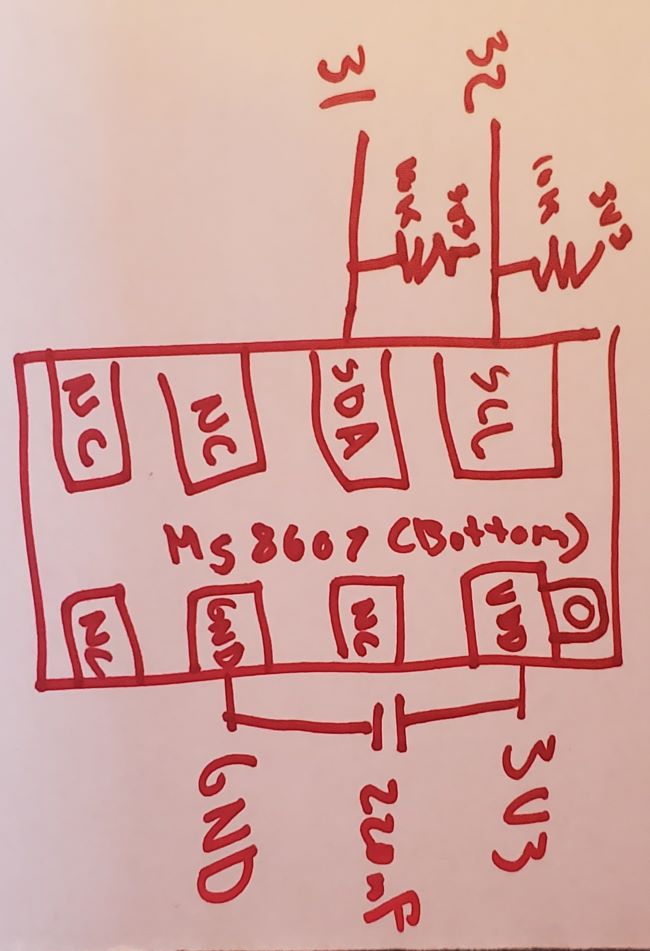 3V3
10K
32
SCL
VDD
3V3
3V3
10K
31
SDA
NC
220nF
MS8607 (Bottom)
NC
GND
GND
NC
NC